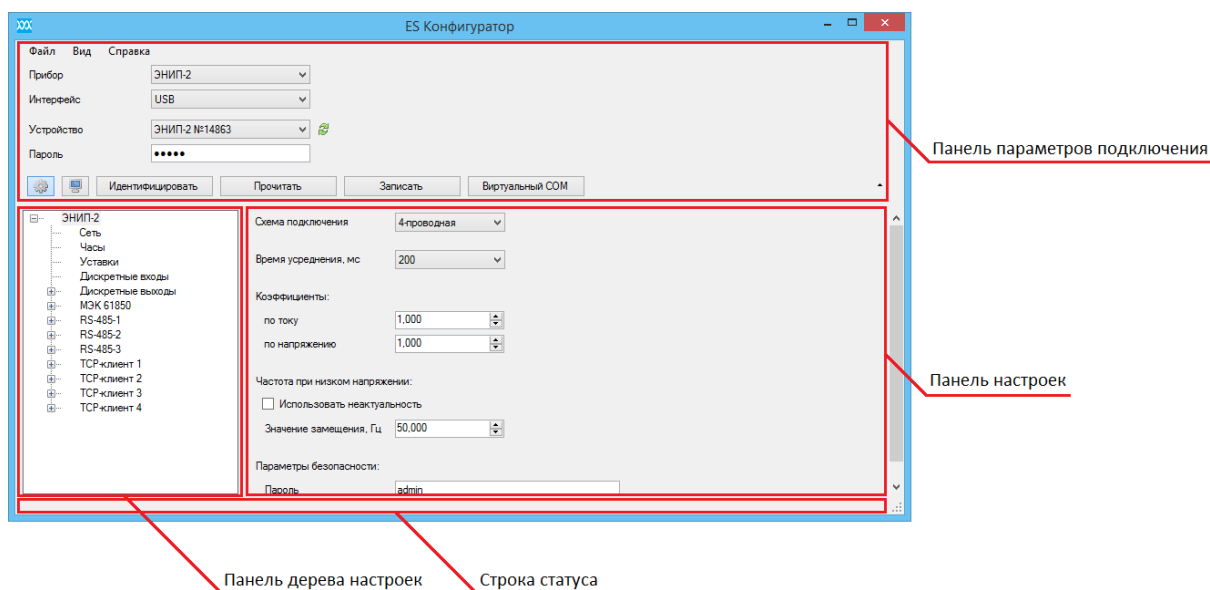 ES Конфигуратор
Файл Вид Справка
Прибор ЭНИП-2
Интерфейс USB
Устройство ЭНИП-2 №14863
Пароль •••••
Идентифицировать Прочитать Записать Виртуальный COM
Панель параметров подключения
ЭНИП-2
Сеть
Часы
Уставки
Дискретные входы
Дискретные выходы
МЭК 61850
RS-485-1
RS-485-2
RS-485-3
TCP-клиент 1
TCP-клиент 2
TCP-клиент 3
TCP-клиент 4
Схема подключения 4-проводная
Время усреднения, мс 200
Коэффициенты:
по току 1,000
по напряжению 1,000
Частота при низком напряжении:
Использовать неактуальность
Значение замещения, Гц 50,000
Параметры безопасности:
Пароль admin
Панель настроек
Панель дерева настроек
Строка статуса